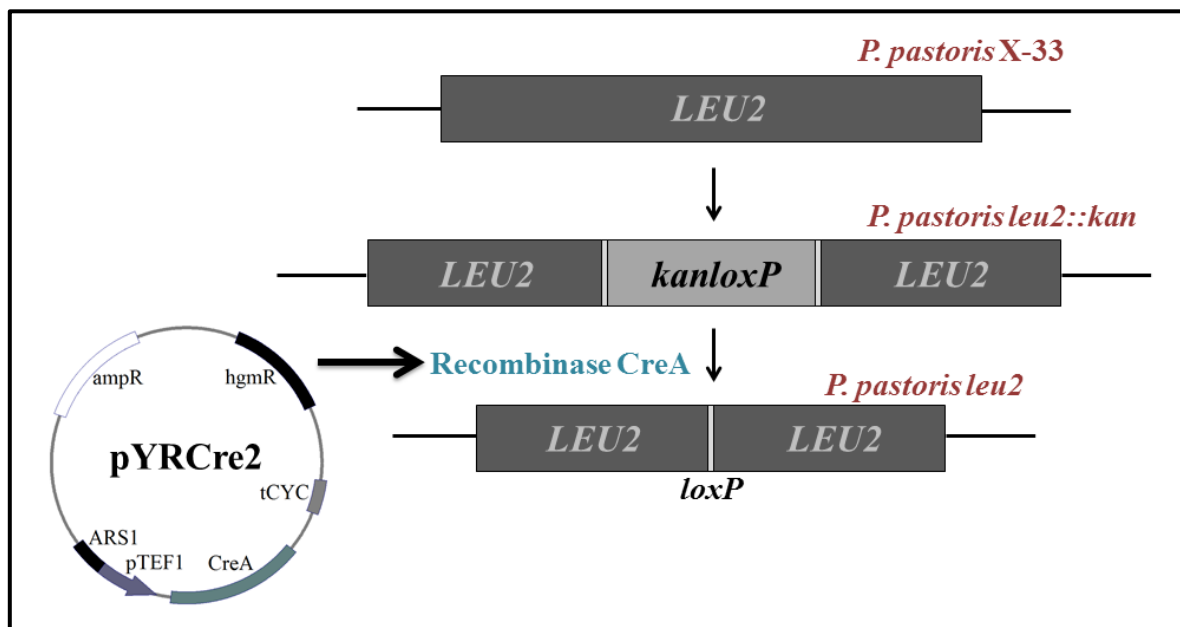 P. pastoris X-33
LEU2
P. pastoris leu2::kan
LEU2 kanloxP LEU2
Recombinase CreA
P. pastoris leu2
LEU2 LEU2
loxP
ampR hgmR
pYRCre2
tCYC
ARS1
pTEF1 CreA